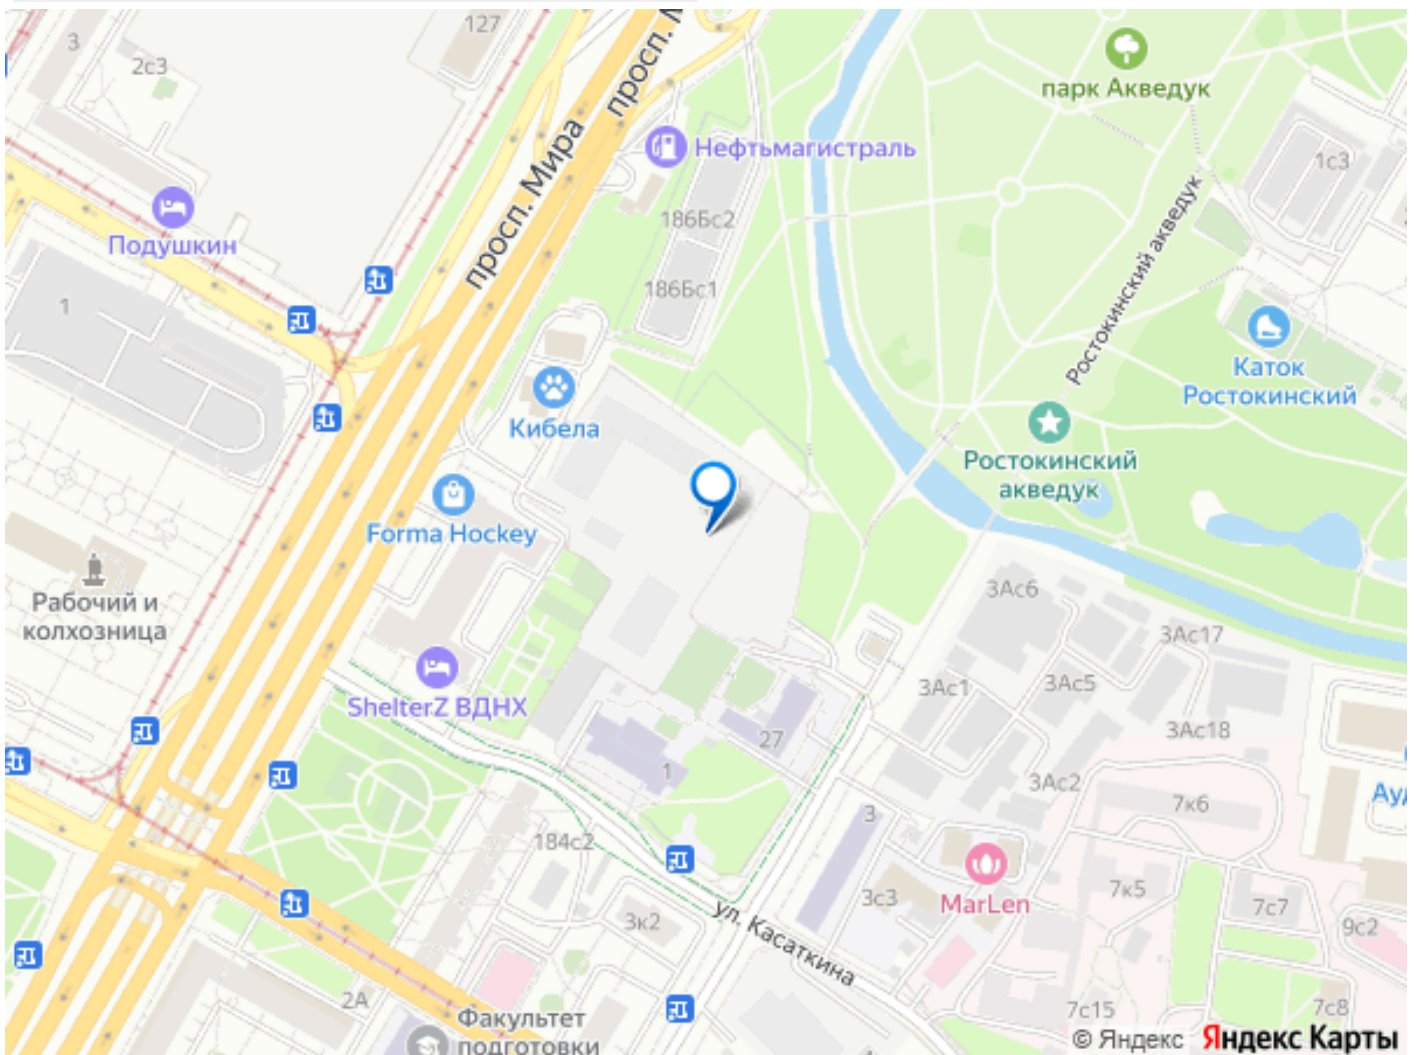 127
3
2с3
просп. М
просп. Мира
парк Акведук
Нефтьмагистраль
1с3
186Бс2
Подушкин
Ростокинский акведук
186Бс1
1
Каток
Ростокинский
Кибела
Ростокинский
акведук
Forma Hockey
Рабочий и
колхозница
3Ас6
3Ас17
ShelterZ ВДНХ
3Ас1
3Ас5
3Ас18
27
1
3Ас2
Ауд
7к6
3
184с2
MarLen
3с3
7к5
7с7
3к2
9с2
ул. Касаткина
2А
Факультет
подготовки
7с15
7с8
© Яндекс
Яндекс Карты